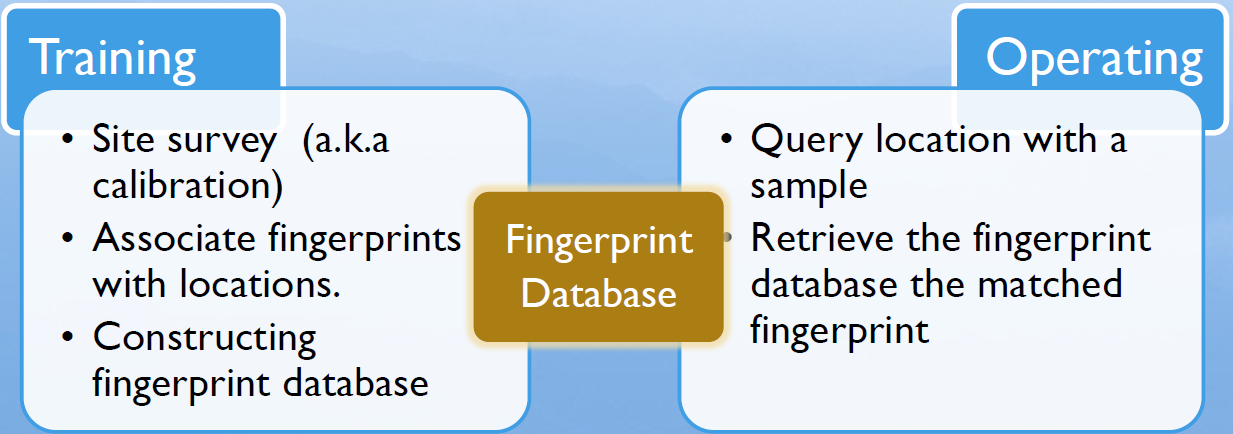 Training
• Site survey (a.k.a
calibration)
• Associate fingerprints
with locations.
• Constructing
fingerprint database
Fingerprint
Database
Operating
• Query location with a
sample
• Retrieve the fingerprint
database the matched
fingerprint